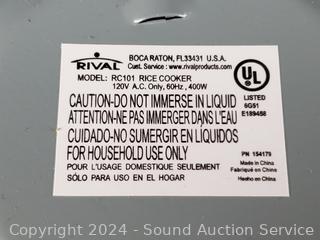 RIVAL
BOCA RATON, FL33431 U.S.A.
Cust. Service : www.rivalproducts.com
MODEL: RC101 RICE COOKER
120V A.C. Only, 60Hz, 400W
UL
LISTED
6G51
E189458
CAUTION-DO NOT IMMERSE IN LIQUID
ATTENTION-NE PAS IMMERGER DANS L'EAU
CUIDADO-NO SUMERGIR EN LIQUIDOS
FOR HOUSEHOLD USE ONLY
POUR L'USAGE DOMESTIQUE SEULEMENT
SÓLO PARA USO EN EL HOGAR
PN 154179
Made in China
Fabriqué en Chine
Hecho en China
Copyright 2024 - Sound Auction Service